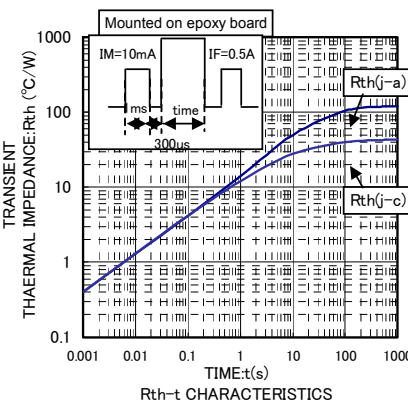 Mounted on epoxy board
IM=10mA
IF=0.5A
1ms
time
300us
Rth(j-a)
Rth(j-c)
TRANSIENT
THAERMAL IMPEDANCE:Rth (℃/W)
1000
100
10
1
0.1
0.001
0.01
0.1
1
10
100
1000
TIME:t(s)
Rth-t CHARACTERISTICS